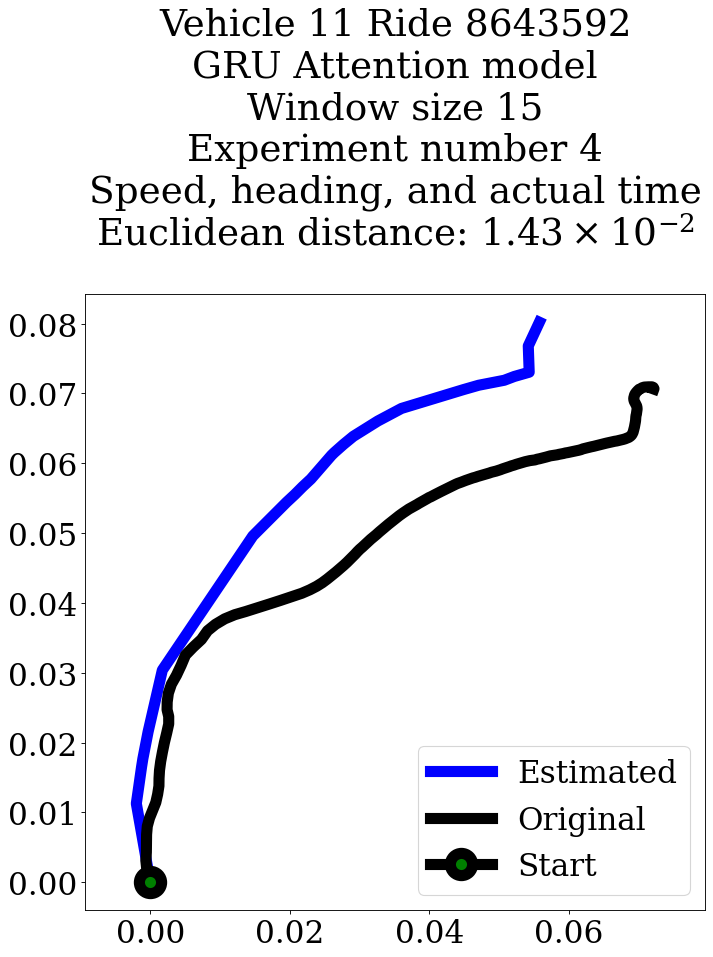 Vehicle 11 Ride 8643592
GRU Attention model
Window size 15
Experiment number 4
Speed, heading, and actual time
Euclidean distance: 1.43 × 10⁻²
0.08
0.07
0.06
0.05
0.04
0.03
0.02
0.01
0.00
Estimated
Original
Start
0.00 0.02 0.04 0.06